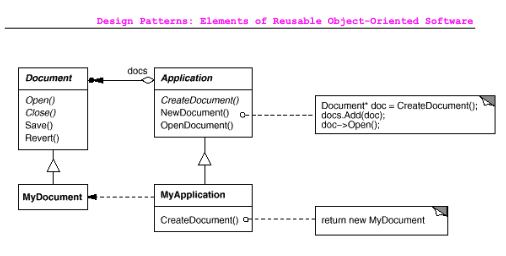 Design Patterns: Elements of Reusable Object-Oriented Software
docs
Document
Open()
Close()
Save()
Revert()
Application
CreateDocument()
NewDocument()
OpenDocument()
Document* doc = CreateDocument();
docs.Add(doc);
doc->Open();
MyDocument
MyApplication
CreateDocument()
return new MyDocument